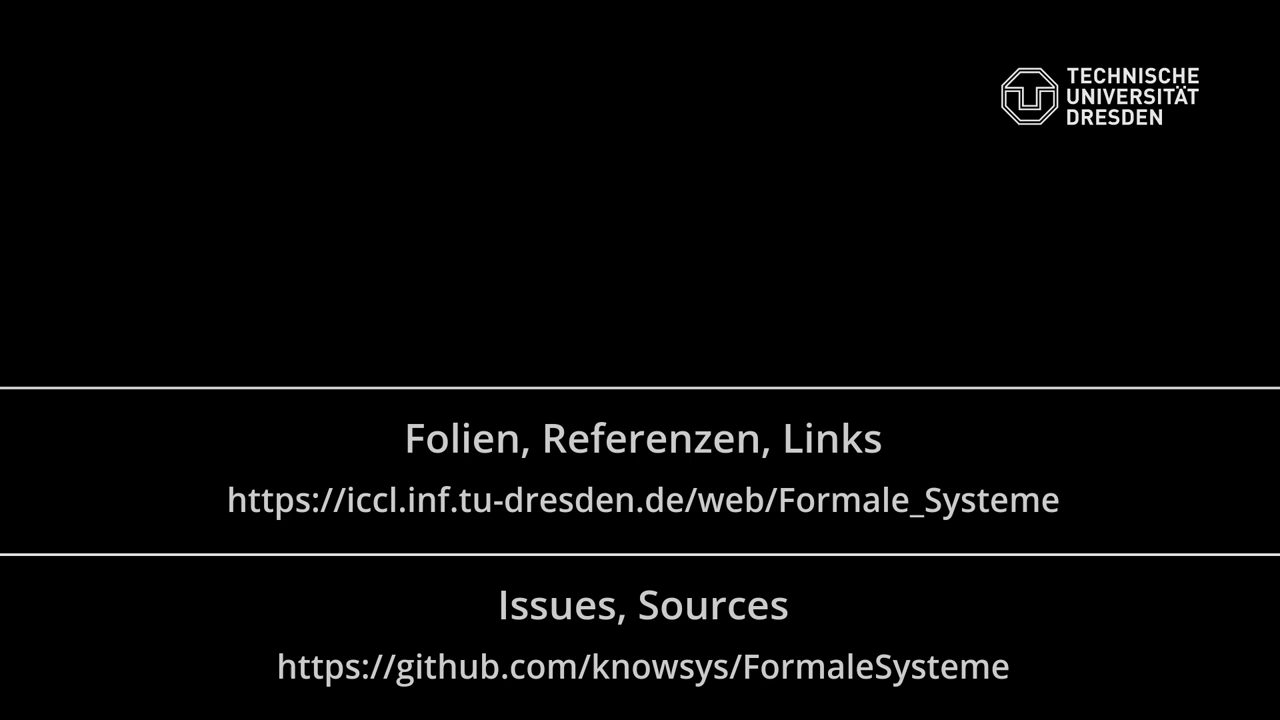 TECHNISCHE
UNIVERSITÄT
DRESDEN
Folien, Referenzen, Links
https://iccl.inf.tu-dresden.de/web/Formale_Systeme
Issues, Sources
https://github.com/knowsys/FormaleSysteme